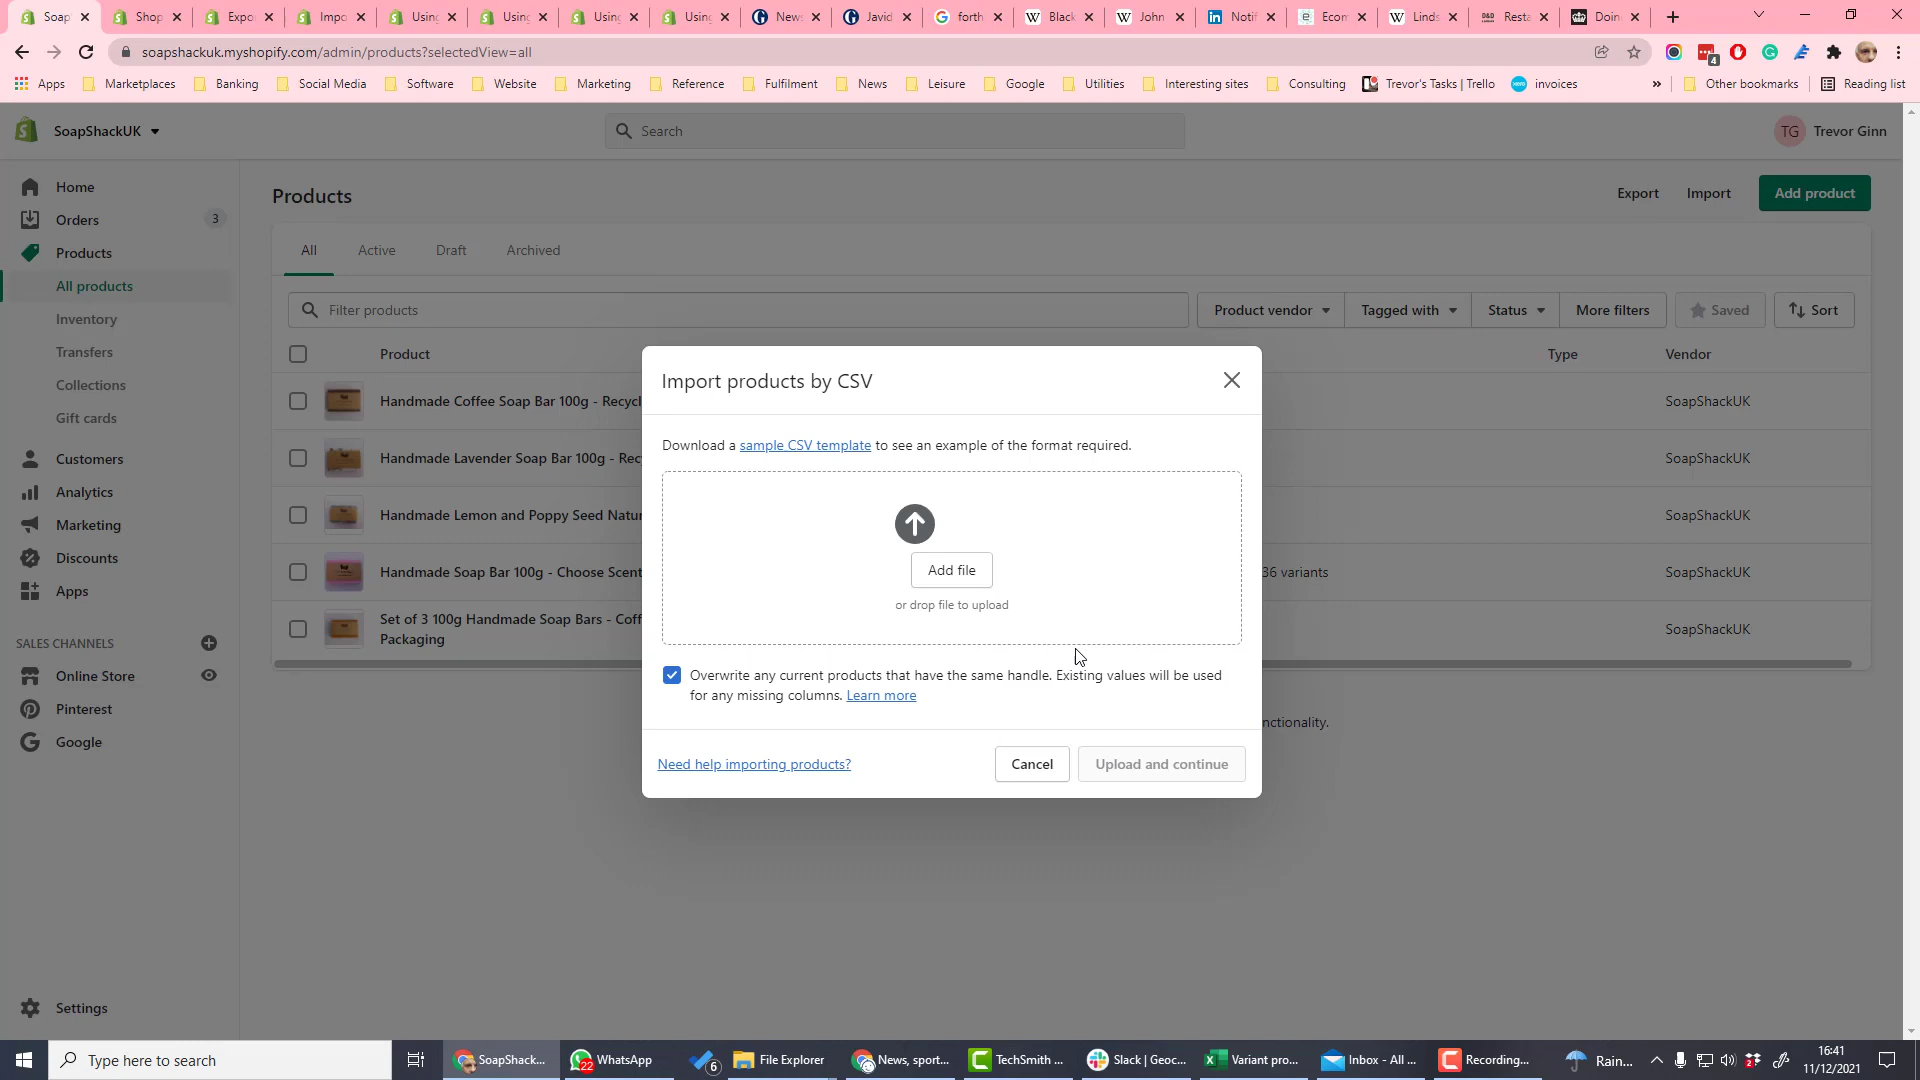 Soap
Shop
Expo
Impo
Using
Using
Using
Using
News
Javid
forth
Black
John
Notif
Ecom
Linds
Resta
Doin
soapshackuk.myshopify.com/admin/products?selectedView=all
4
Apps
Marketplaces
Banking
Social Media
Software
Website
Marketing
Reference
Fulfilment
News
Leisure
Google
Utilities
Interesting sites
Consulting
Trevor's Tasks | Trello
invoices
»
Other bookmarks
Reading list
SoapShackUK
Search
TG
Trevor Ginn
Home
Orders
3
Products
All products
Inventory
Transfers
Collections
Gift cards
Customers
Analytics
Marketing
Discounts
Apps
SALES CHANNELS
Online Store
Pinterest
Google
Settings
Products
Export
Import
Add product
All
Active
Draft
Archived
Filter products
Product vendor
Tagged with
Status
More filters
Saved
Sort
Product
Type
Vendor
Handmade Coffee Soap Bar 100g - Recycl
SoapShackUK
Handmade Lavender Soap Bar 100g - Rec
SoapShackUK
Handmade Lemon and Poppy Seed Natu
SoapShackUK
Handmade Soap Bar 100g - Choose Scent
36 variants
SoapShackUK
Set of 3 100g Handmade Soap Bars - Coff
Packaging
SoapShackUK
nctionality.
Import products by CSV
Download a sample CSV template to see an example of the format required.
Add file
or drop file to upload
Overwrite any current products that have the same handle. Existing values will be used
for any missing columns. Learn more
Need help importing products?
Cancel
Upload and continue
Type here to search
SoapShack...
22
WhatsApp
6
File Explorer
News, sport...
TechSmith ...
Slack | Geoc...
Variant pro...
Inbox - All ...
Recording...
Rain...
16:41
11/12/2021